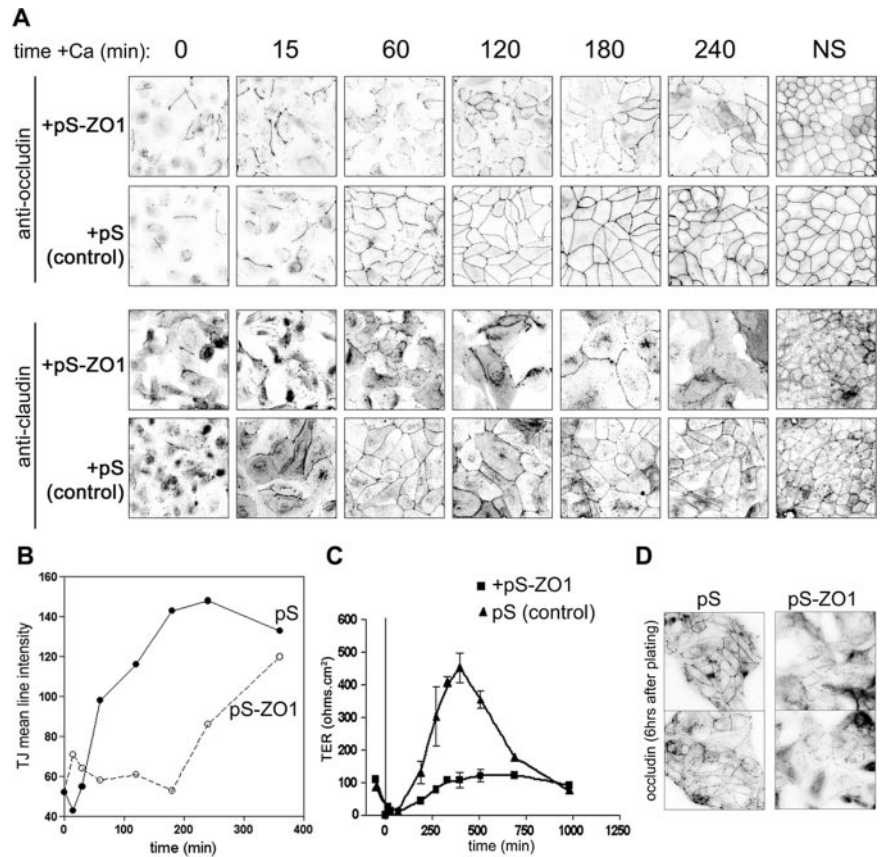 A
time +Ca (min): 0 15 60 120 180 240 NS
anti-occludin
+pS-ZO1
+pS
(control)
anti-claudin
+pS-ZO1
+pS
(control)
B
TJ mean line intensity
160
140
120
100
80
60
40
0 100 200 300 400
time (min)
pS
pS-ZO1
C
+pS-ZO1
pS (control)
TER (ohms.cm²)
600
500
400
300
200
100
0
0 250 500 750 1000
time (min)
D
pS pS-ZO1
occludin (6hrs after plating)